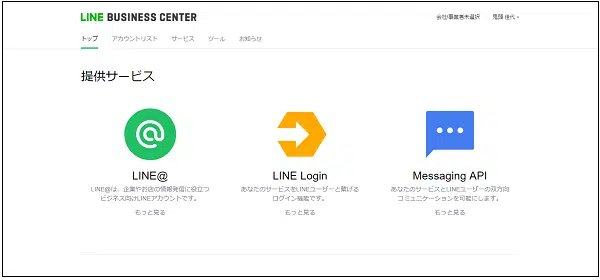 LINE BUSINESS CENTER
会社/事業者未選択 鬼頭 佳代
トップ アカウントリスト サービス ツール お知らせ
提供サービス
LINE@ LINE Login Messaging API
LINE@は、企業やお店の情報発信に役立つ
ビジネス向けLINEアカウントです。
もっと見る
あなたのサービスをLINEユーザーと繋げる
ログイン機能です。
もっと見る
あなたのサービスとLINEユーザーの双方向
コミュニケーションを可能にします。
もっと見る